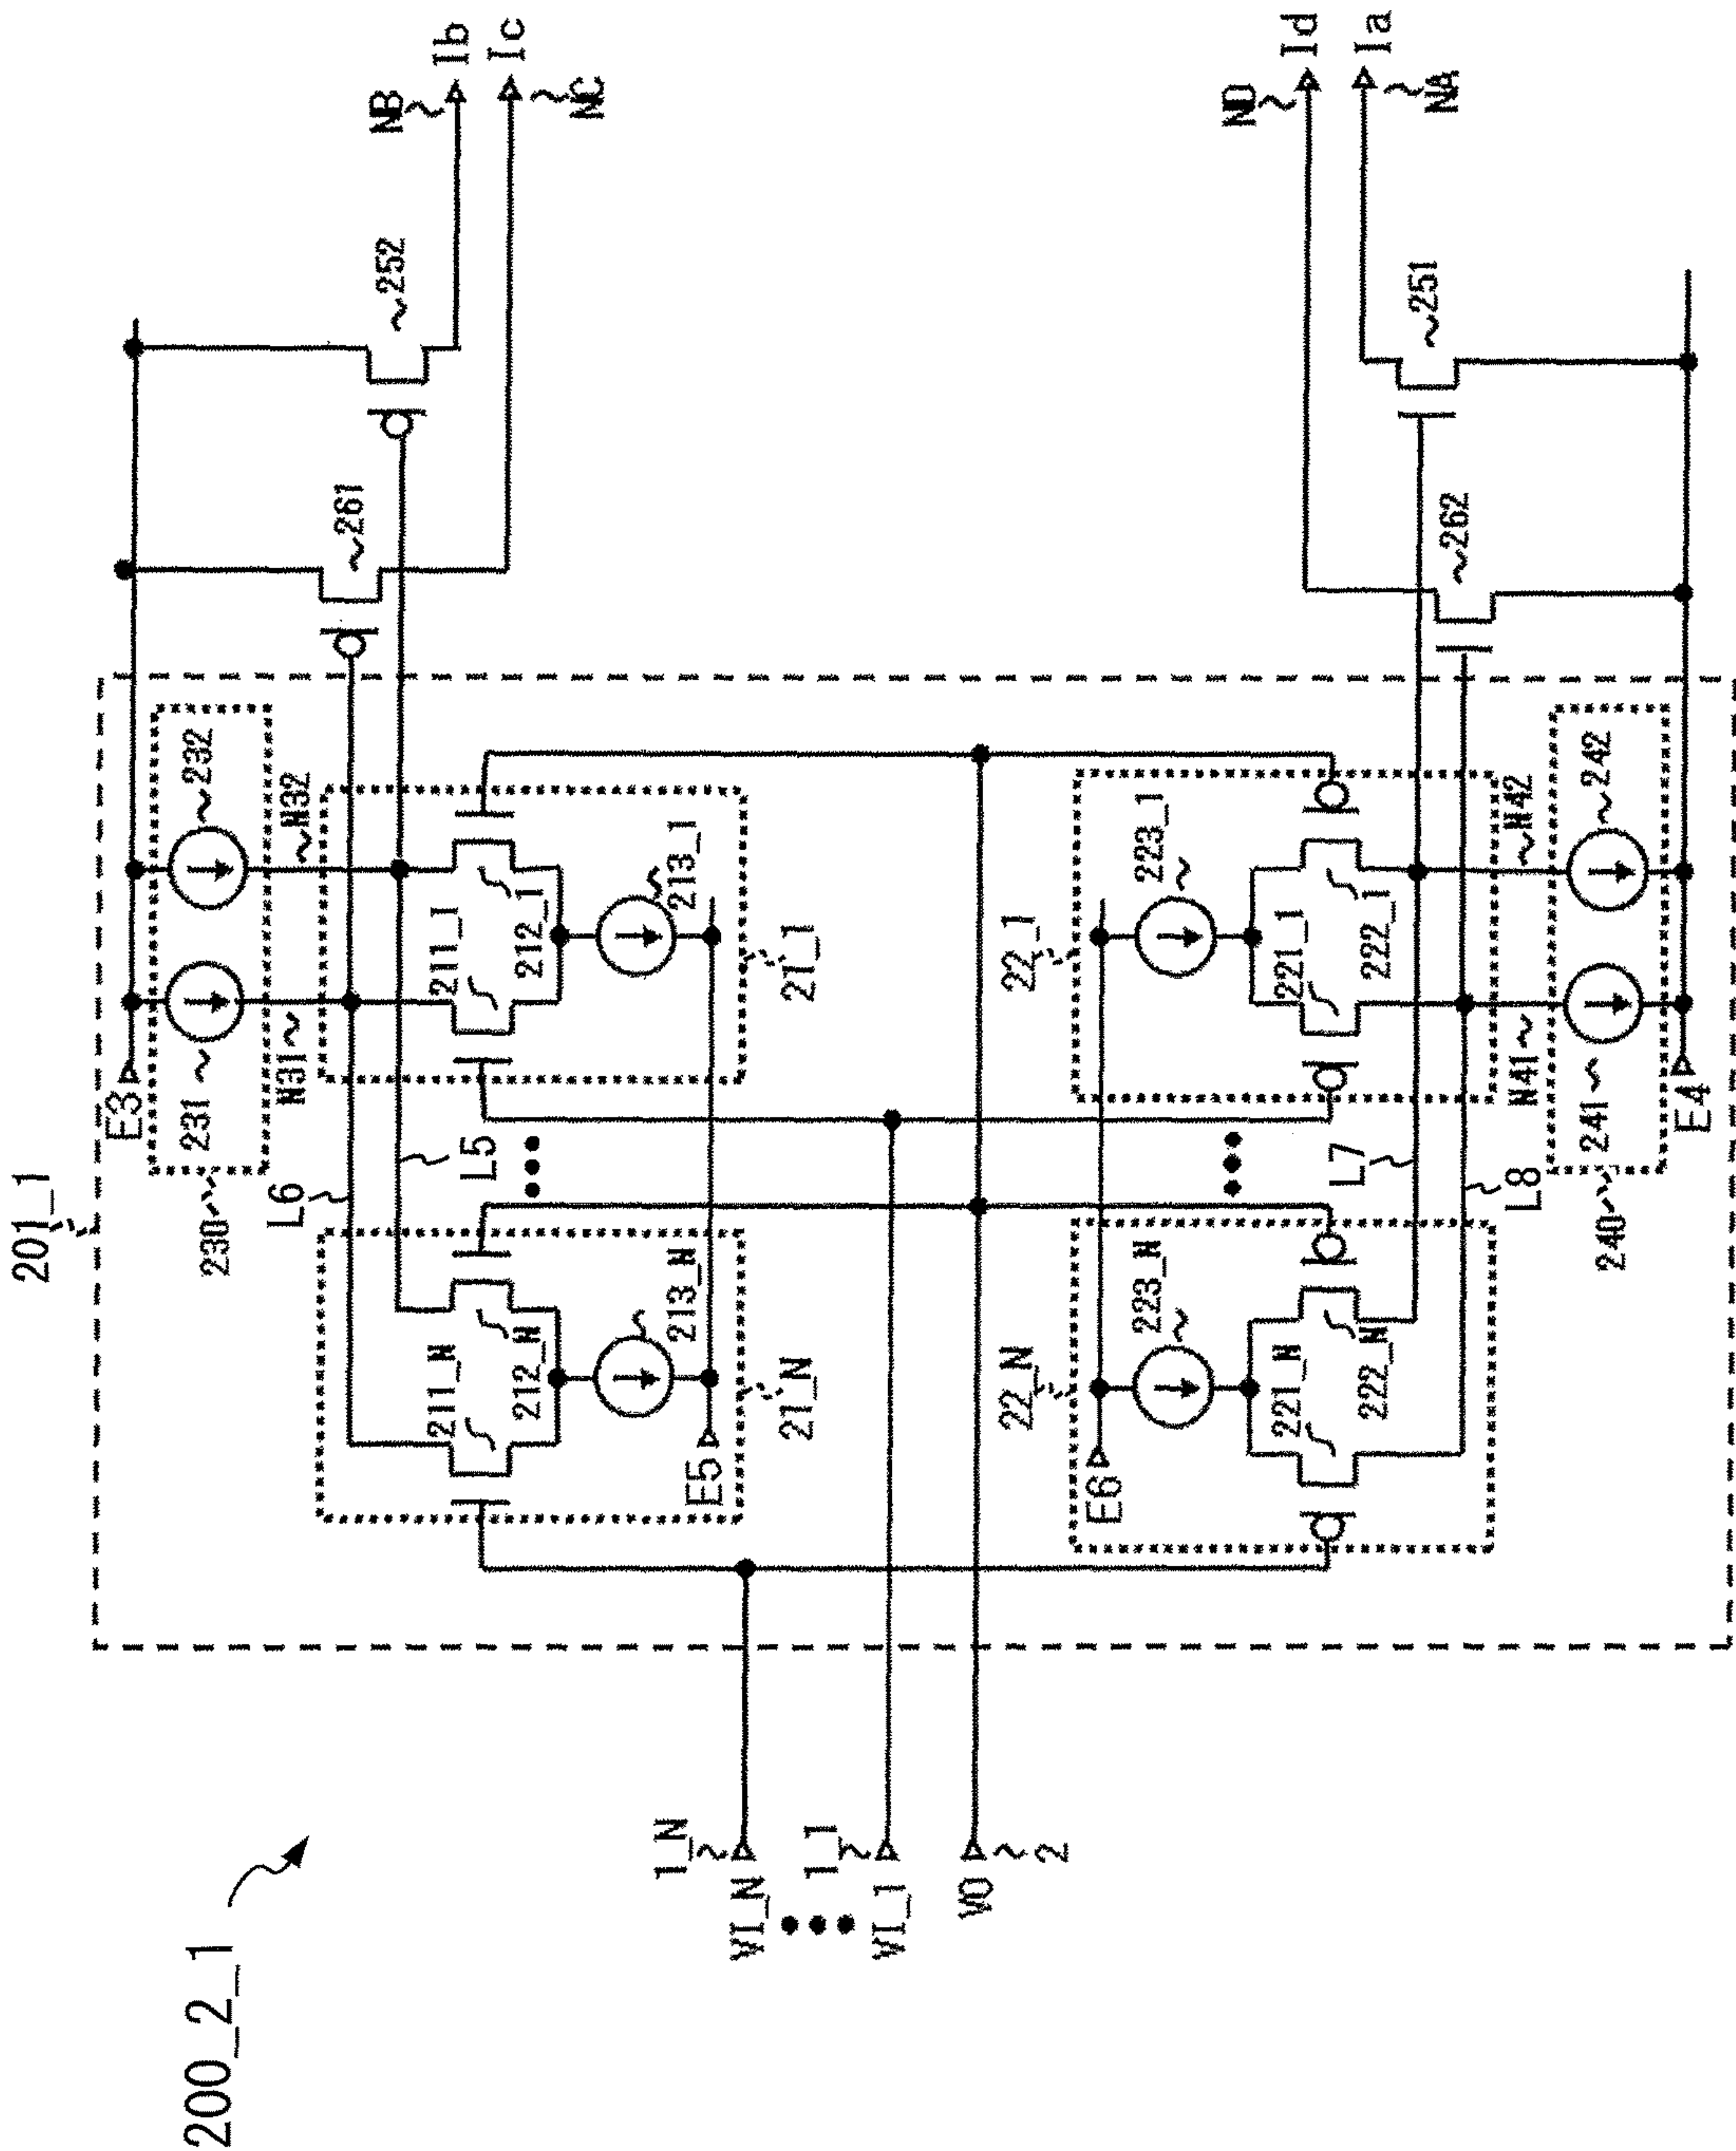 200_2_1
201_1
E3
230
231
232
N31
N32
L6
L5
261
252
NB
Ib
Ic
NC
211_N
212_N
213_N
21_N
E5
211_1
212_1
213_1
21_1
VI_N
1_N
VI_1
1_1
VO
2
22_N
E6
223_N
221_N
222_N
22_1
223_1
221_1
222_1
L7
L8
N41
N42
240
241
242
E4
262
251
ND
Id
Ia
NA